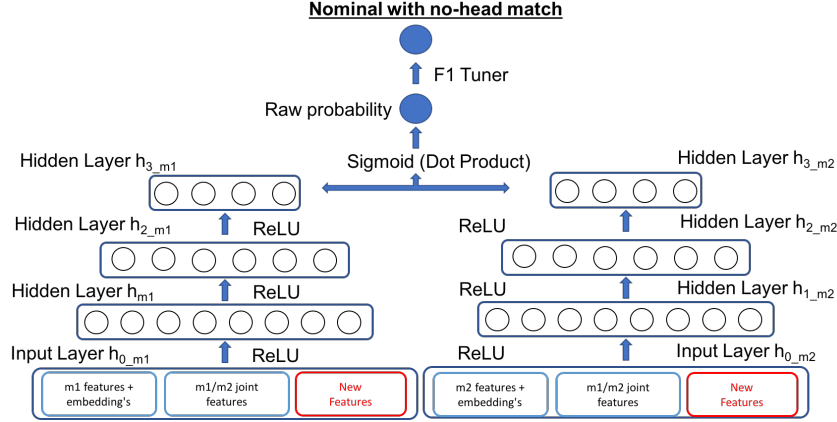 Nominal with no-head match
F1 Tuner
Raw probability
Sigmoid (Dot Product)
Hidden Layer h3_m1
Hidden Layer h3_m2
ReLU
ReLU
Hidden Layer h2_m1
Hidden Layer h2_m2
ReLU
ReLU
Hidden Layer hm1
Hidden Layer h1_m2
ReLU
ReLU
Input Layer h0_m1
Input Layer h0_m2
m1 features +
embedding's
m1/m2 joint
features
New
Features
m2 features +
embedding's
m1/m2 joint
features
New
Features